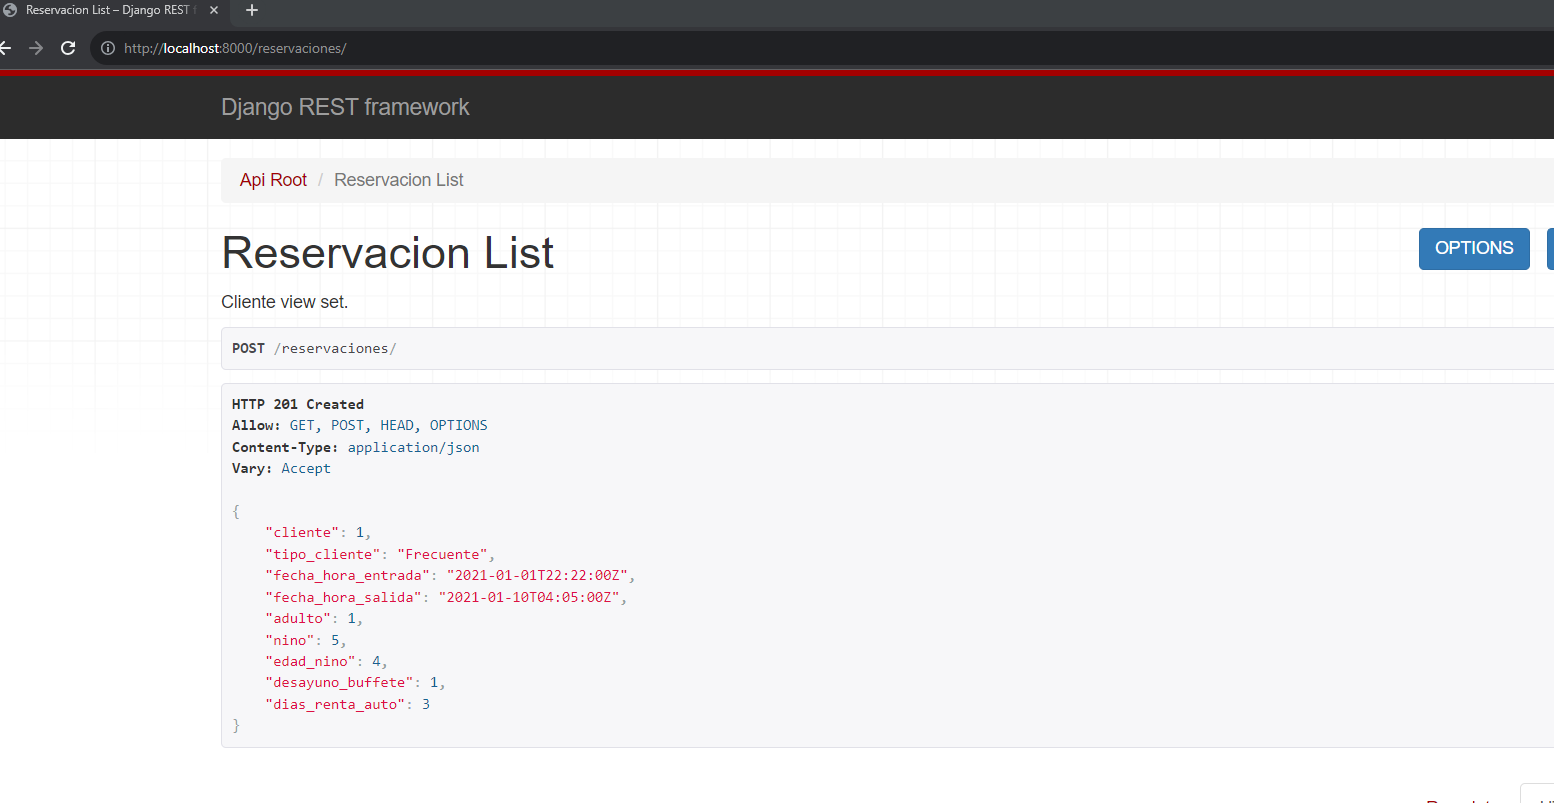 Reservacion List – Django REST f
http://localhost:8000/reservaciones/
Django REST framework
Api Root / Reservacion List
Reservacion List
OPTIONS
Cliente view set.
POST /reservaciones/
HTTP 201 Created
Allow: GET, POST, HEAD, OPTIONS
Content-Type: application/json
Vary: Accept
{
"cliente": 1,
"tipo_cliente": "Frecuente",
"fecha_hora_entrada": "2021-01-01T22:22:00Z",
"fecha_hora_salida": "2021-01-10T04:05:00Z",
"adulto": 1,
"nino": 5,
"edad_nino": 4,
"desayuno_buffete": 1,
"dias_renta_auto": 3
}